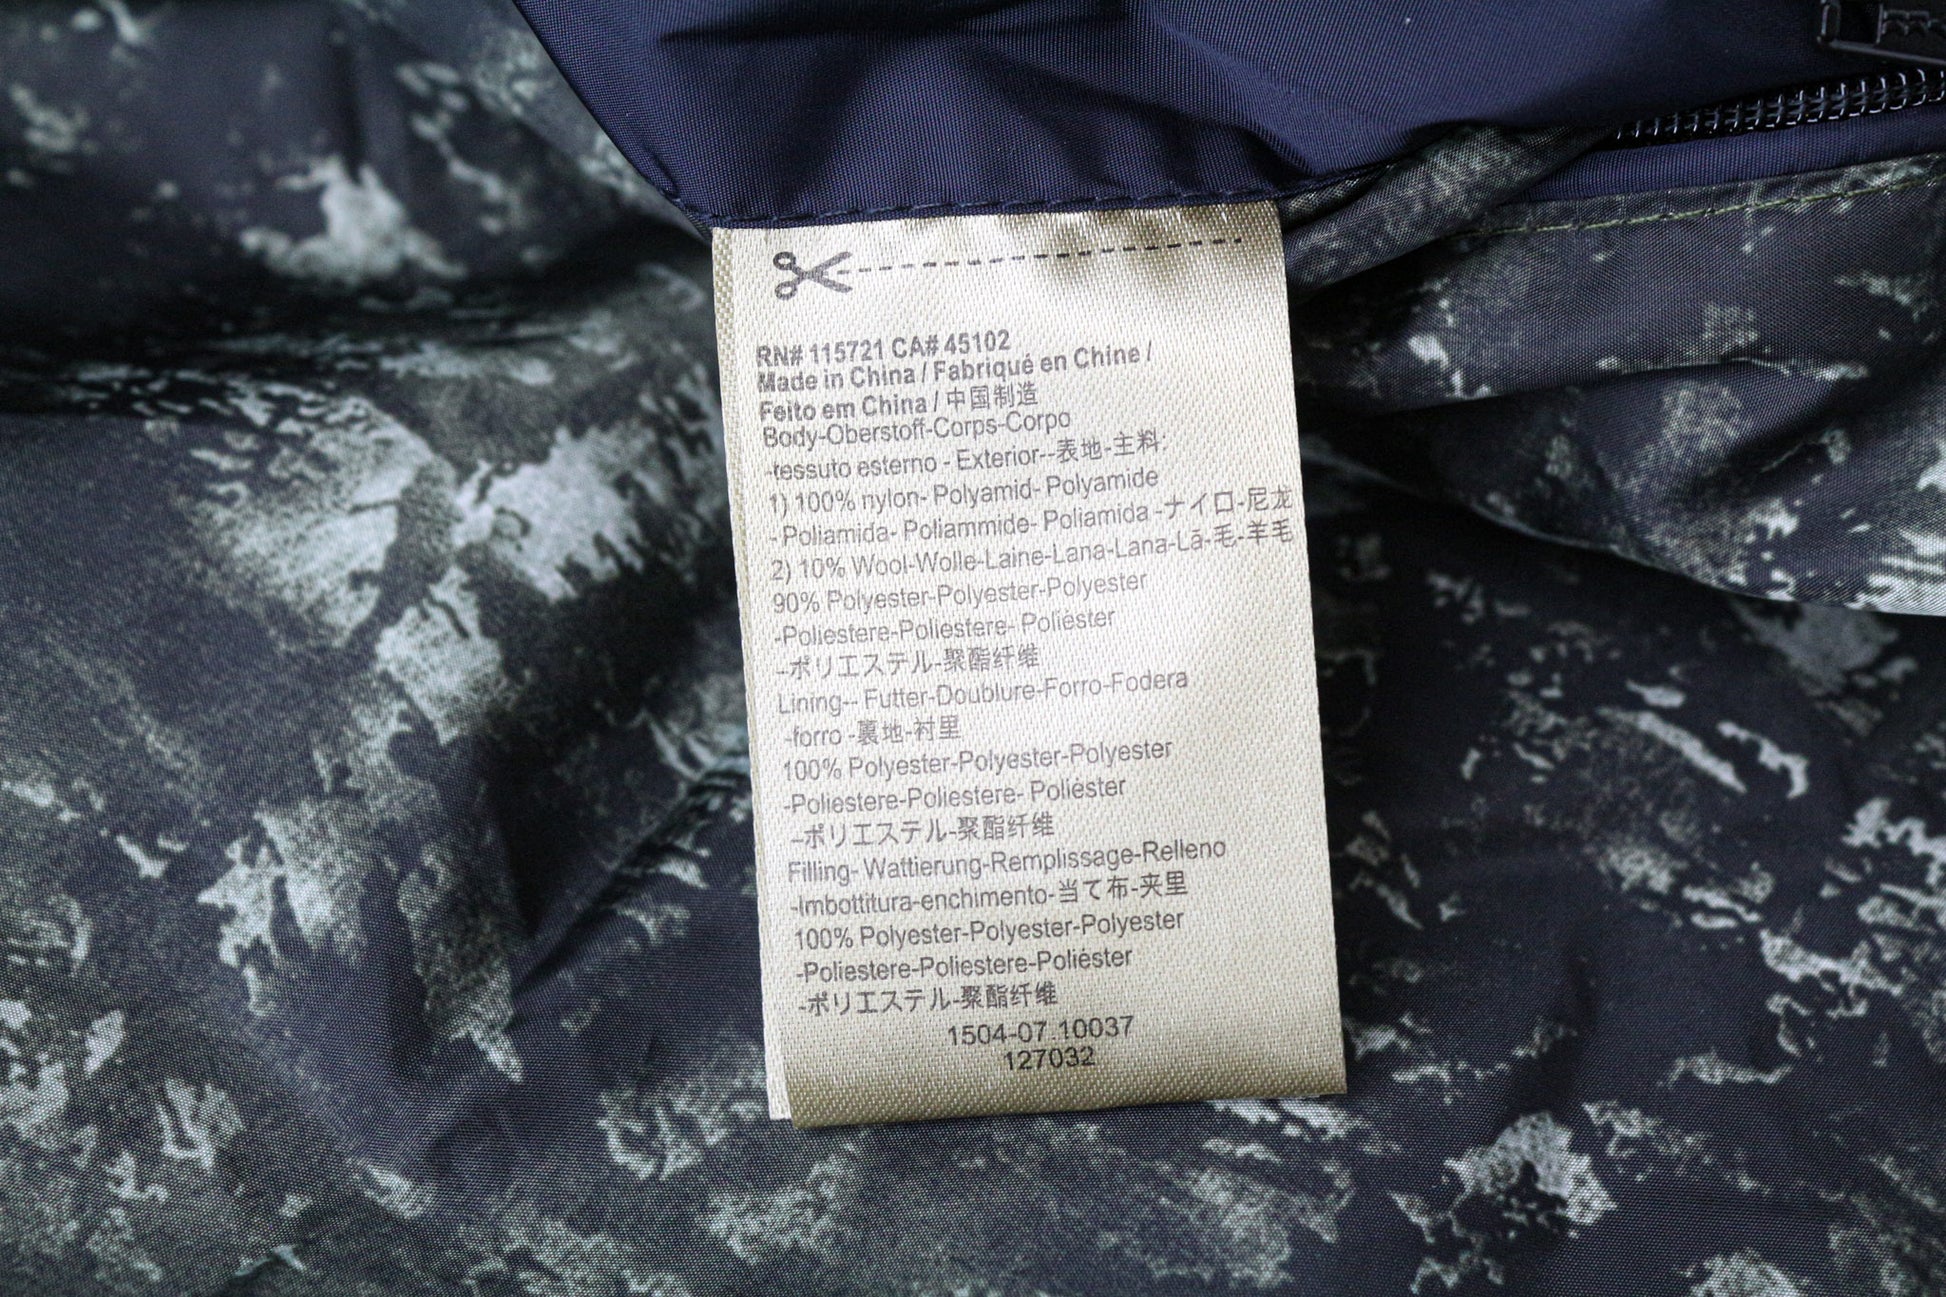 RN# 115721 CA# 45102
Made in China / Fabriqué en Chine /
Feito em China / 中国制造
Body-Oberstoff-Corps-Corpo
-tessuto esterno - Exterior--表地-主料:
1) 100% nylon- Polyamid- Polyamide
- Poliamida- Poliammide- Poliamida -ナイロ-尼龙
2) 10% Wool-Wolle-Laine-Lana-Lana-Lã-毛-羊毛
90% Polyester-Polyester-Polyester
-Poliestere-Poliestere- Poliéster
-ポリエステル-聚酯纤维
Lining-- Futter-Doublure-Forro-Fodera
-forro -裏地-衬里
100% Polyester-Polyester-Polyester
-Poliestere-Poliestere- Poliéster
-ポリエステル-聚酯纤维
Filling- Wattierung-Remplissage-Relleno
-Imbottitura-enchimento-当て布-夹里
100% Polyester-Polyester-Polyester
-Poliestere-Poliestere-Poliéster
-ポリエステル-聚酯纤维
1504-07.10037
127032